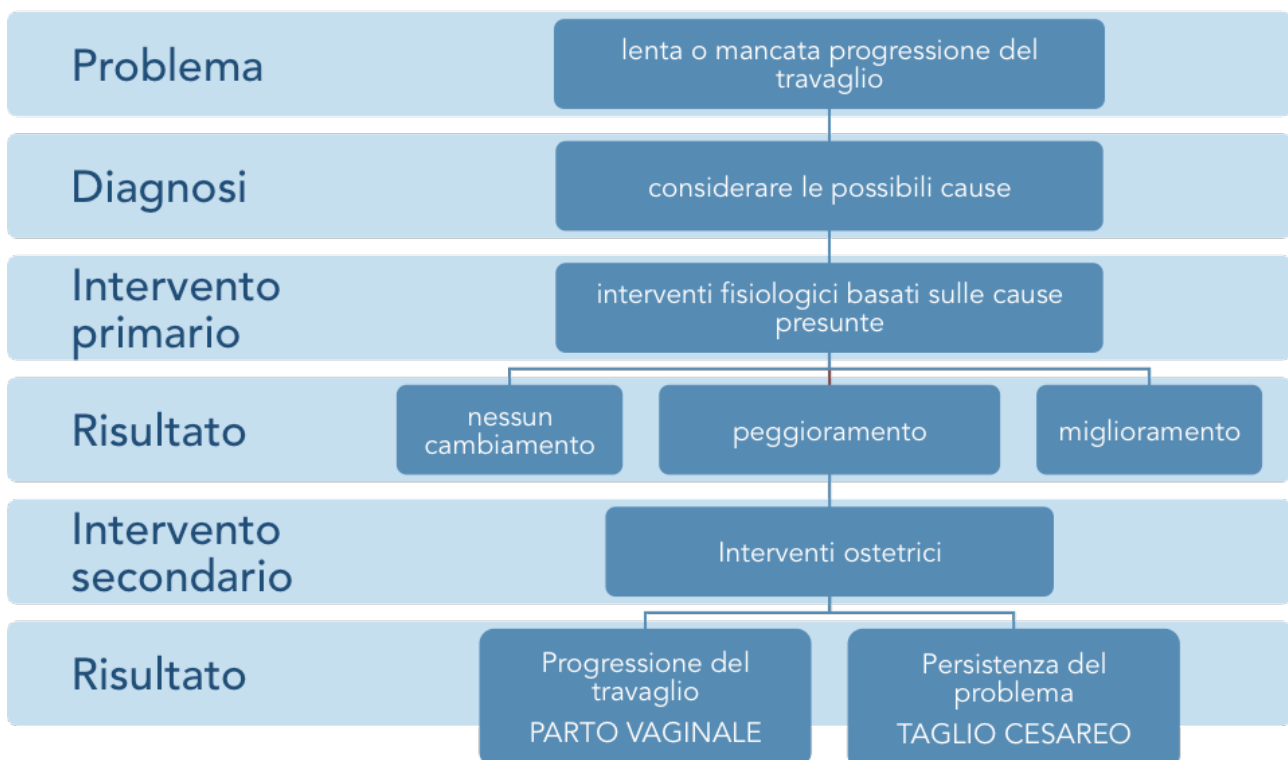 Problema
lenta o mancata progressione del
travaglio
Diagnosi
considerare le possibili cause
Intervento
primario
interventi fisiologici basati sulle cause
presunte
Risultato
nessun
cambiamento
peggioramento
miglioramento
Intervento
secondario
Interventi ostetrici
Risultato
Progressione del
travaglio
PARTO VAGINALE
Persistenza del
problema
TAGLIO CESAREO